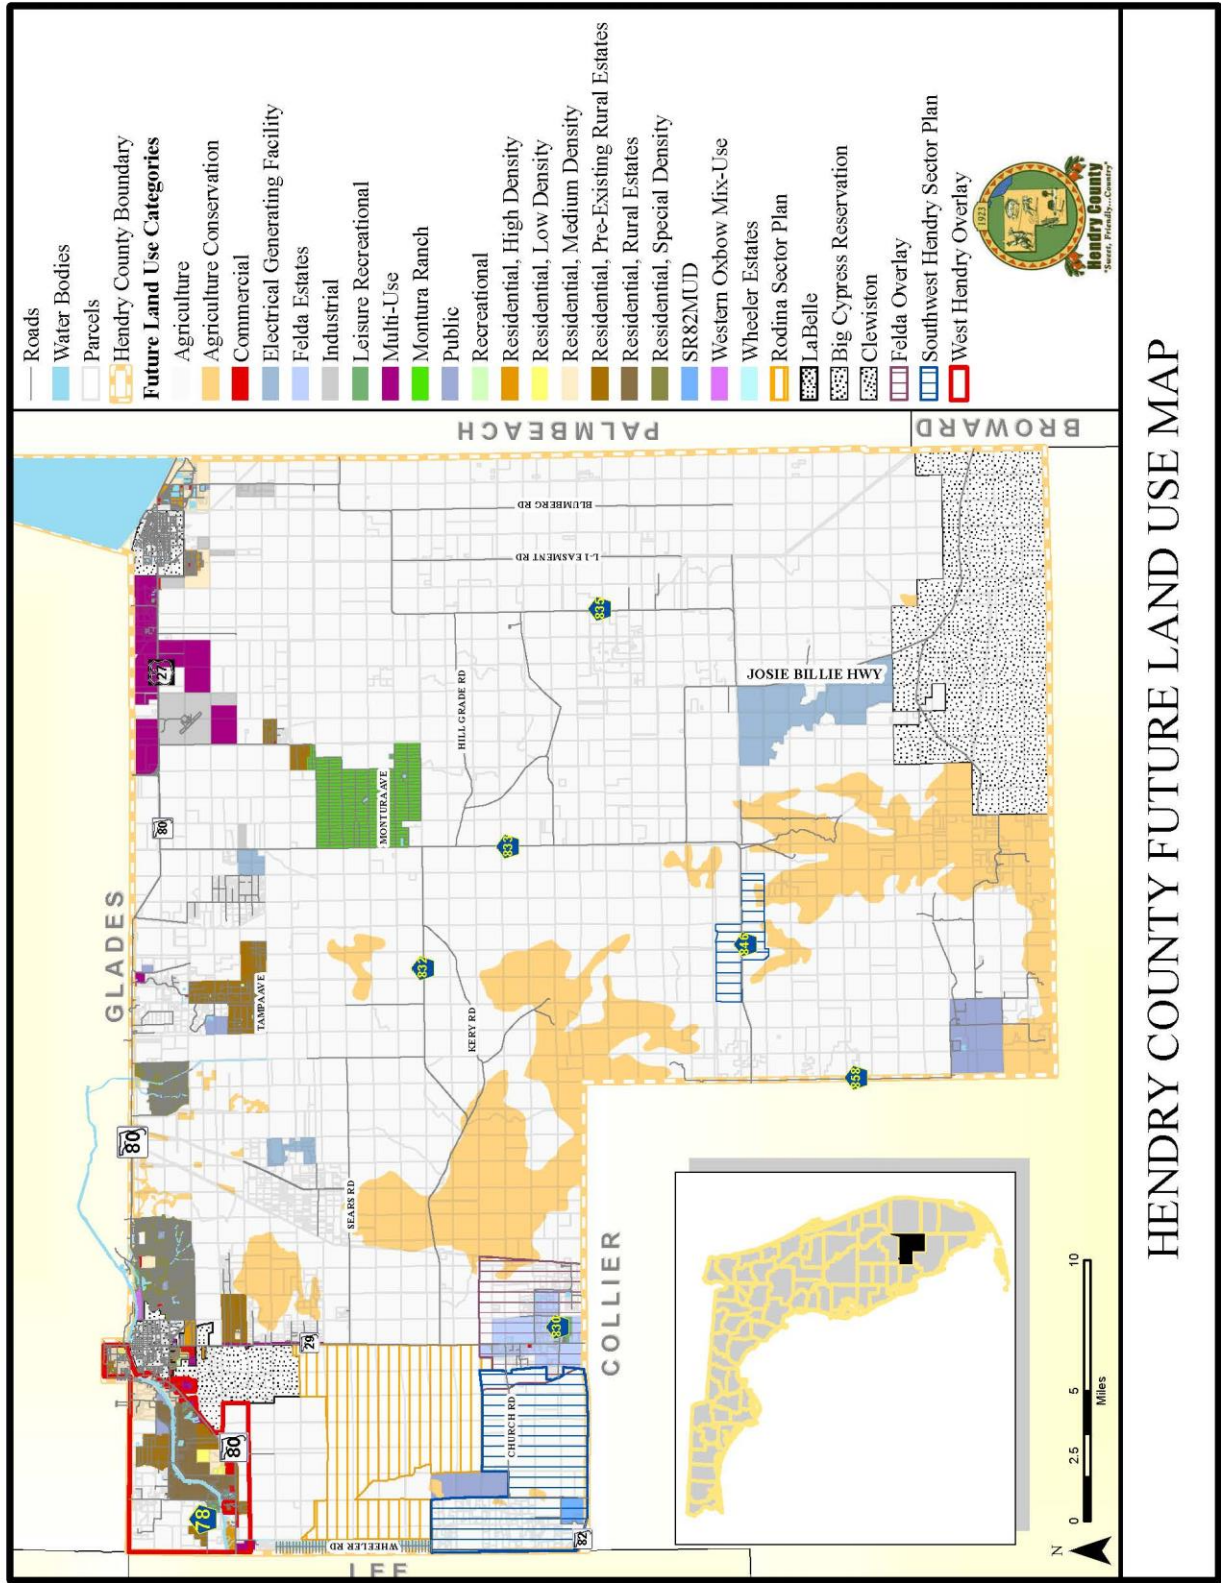 HENDRY COUNTY FUTURE LAND USE MAP
Roads
Water Bodies
Parcels
Hendry County Boundary
Future Land Use Categories
Agriculture
Agriculture Conservation
Commercial
Electrical Generating Facility
Felda Estates
Industrial
Leisure Recreational
Multi-Use
Montura Ranch
Public
Recreational
Residential, High Density
Residential, Low Density
Residential, Medium Density
Residential, Pre-Existing Rural Estates
Residential, Rural Estates
Residential, Special Density
SR82MUD
Western Oxbow Mix-Use
Wheeler Estates
Rodina Sector Plan
LaBelle
Big Cypress Reservation
Clewiston
Felda Overlay
Southwest Hendry Sector Plan
West Hendry Overlay
1923
Hendry County
"Sweet, Friendly...Country"
GLADES
PALMBEACH
BROWARD
COLLIER
LEE
80
80
80
27
78
29
82
830
832
833
835
846
858
TAMPA AVE
MONTURA AVE
HILL GRADE RD
KERY RD
SEARS RD
CHURCH RD
WHEELER RD
BLUMBERG RD
L-1 EASMENT RD
JOSIE BILLIE HWY
N
0 2.5 5 10
Miles